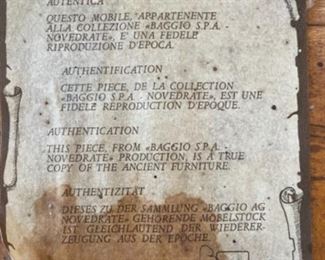 AUTENTICA
QUESTO MOBILE, APPARTENENTE
ALLA COLLEZIONE «BAGGIO S.P.A.
NOVEDRATE», E' UNA FEDELE
RIPRODUZIONE D'EPOCA.
AUTHENTIFICATION
CETTE PIECE, DE LA COLLECTION
«BAGGIO S.P.A. - NOVEDRATE», EST UNE
FIDELE REPRODUCTION D'EPOQUE.
AUTHENTICATION
THIS PIECE, FROM «BAGGIO S.P.A. -
NOVEDRATE» PRODUCTION, IS A TRUE
COPY OF THE ANCIENT FURNITURE.
AUTHENTIZITÄT
DIESES ZU DER SAMMLUNG «BAGGIO AG
NOVEDRATE» GEHÖRENDE MÖBELSTÜCK
IST GLEICHLAUTEND DER WIEDERER-
ZEUGUNG AUS DER EPOCHE.